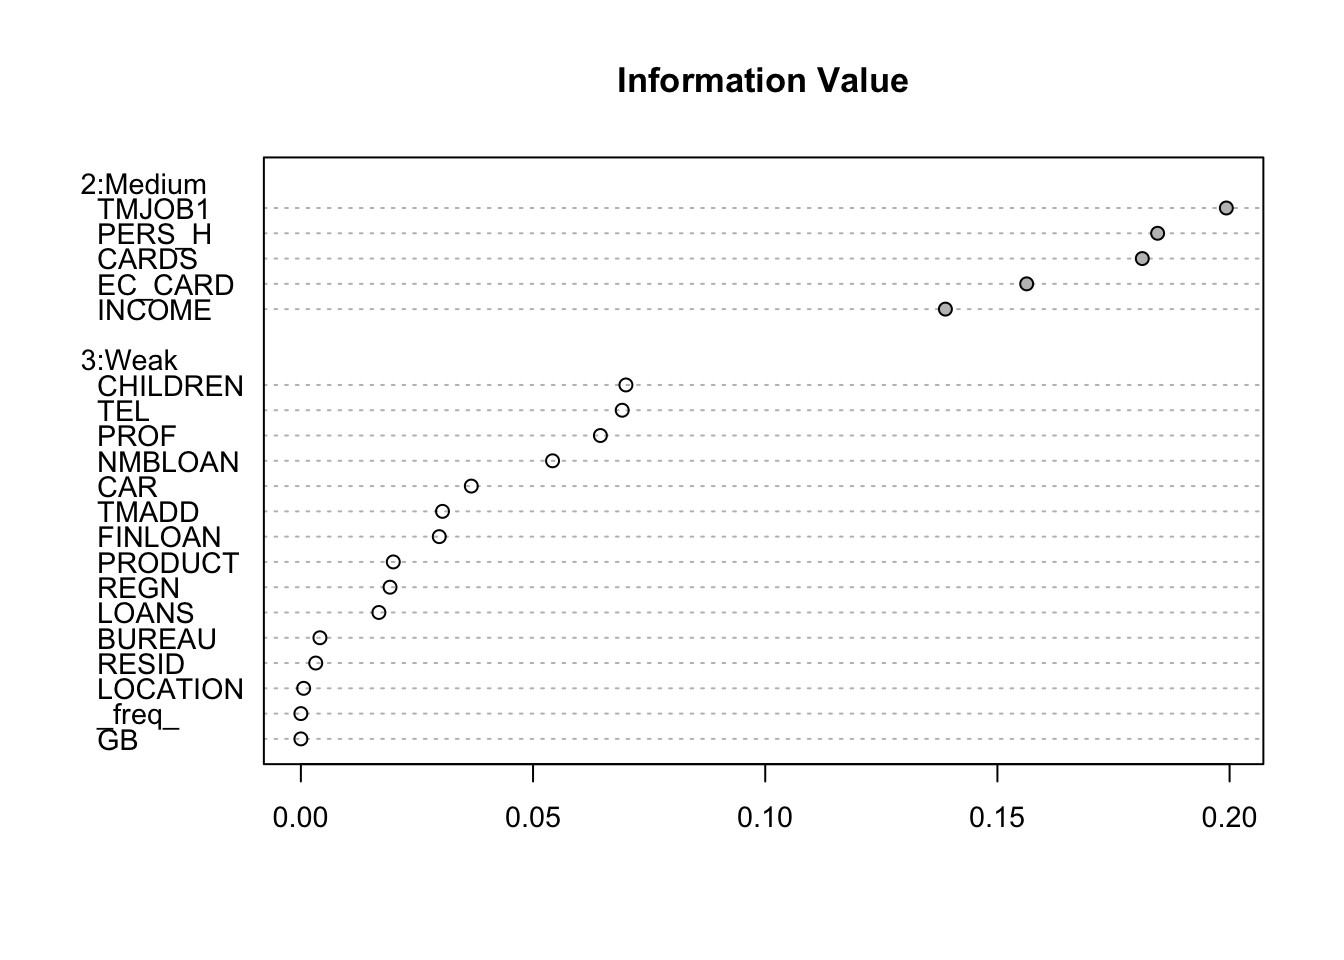 Information Value
2:Medium
TMJOB1
PERS_H
CARDS
EC_CARD
INCOME
3:Weak
CHILDREN
TEL
PROF
NMBLOAN
CAR
TMADD
FINLOAN
PRODUCT
REGN
LOANS
BUREAU
RESID
LOCATION
_freq_
GB
0.00 0.05 0.10 0.15 0.20